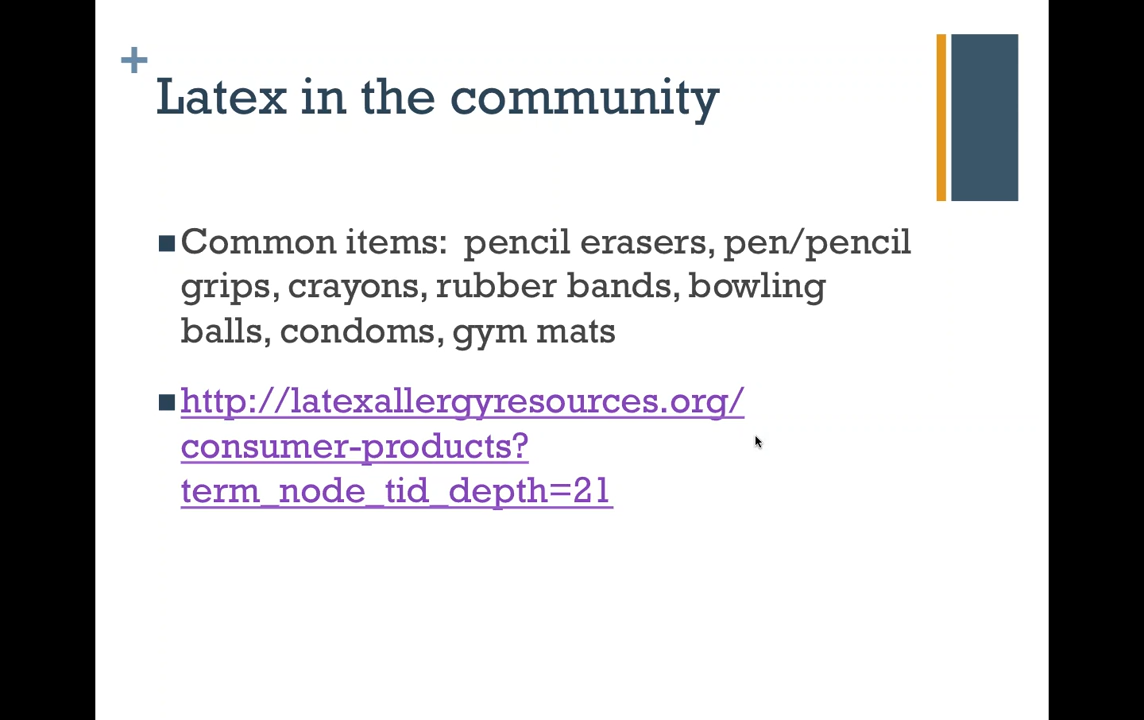 +
Latex in the community
Common items:  pencil erasers, pen/pencil
grips, crayons, rubber bands, bowling
balls, condoms, gym mats
http://latexallergyresources.org/
consumer-products?
term_node_tid_depth=21